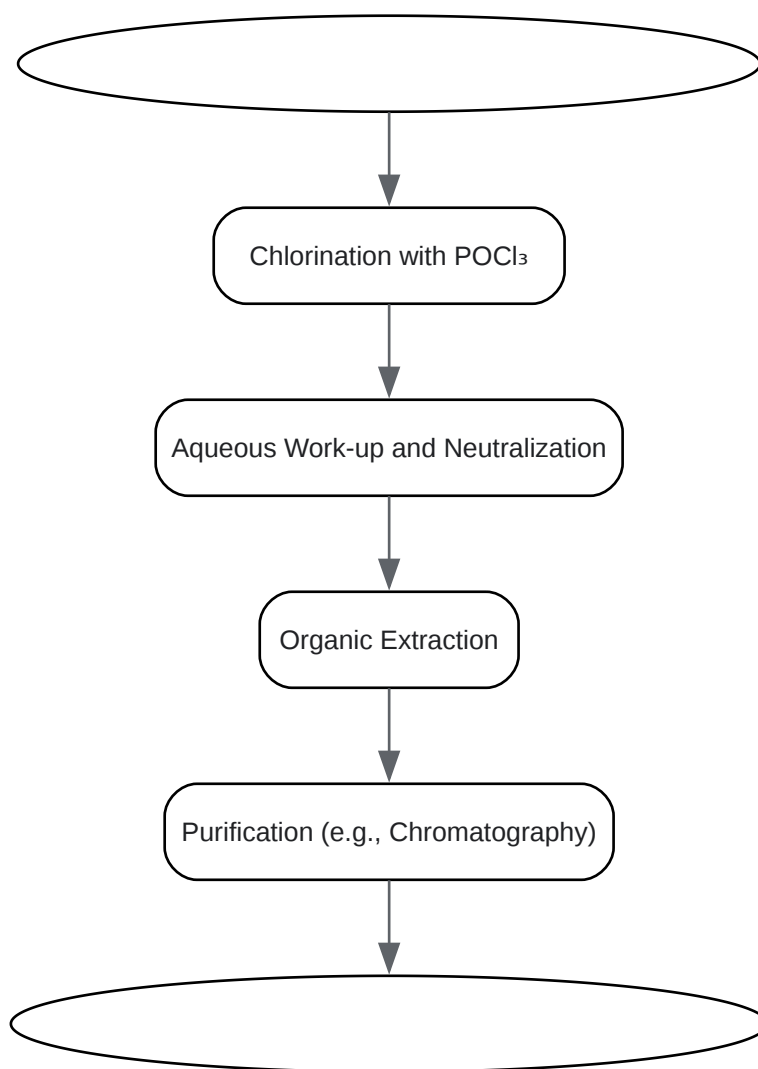 Chlorination with POCl₃
Aqueous Work-up and Neutralization
Organic Extraction
Purification (e.g., Chromatography)